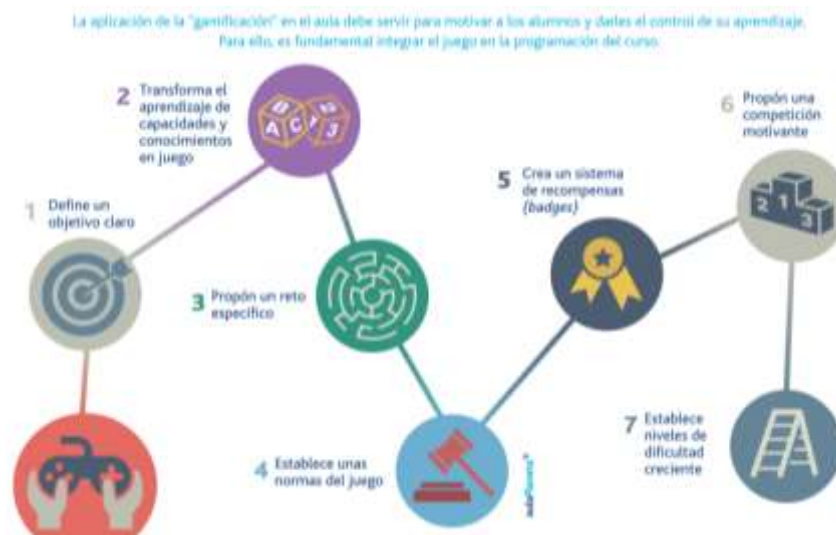 La aplicación de la "gamificación" en el aula debe servir para motivar a los alumnos y darles el control de su aprendizaje.
Para ello, es fundamental integrar el juego en la programación del curso.
1 Define un
objetivo claro
2 Transforma el
aprendizaje de
capacidades y
conocimientos
en juego
3 Propón un reto
específico
4 Establece unas
normas del juego
5 Crea un sistema
de recompensas
(badges)
6 Propón una
competición
motivante
2 1 3
7 Establece
niveles de
dificultad
creciente